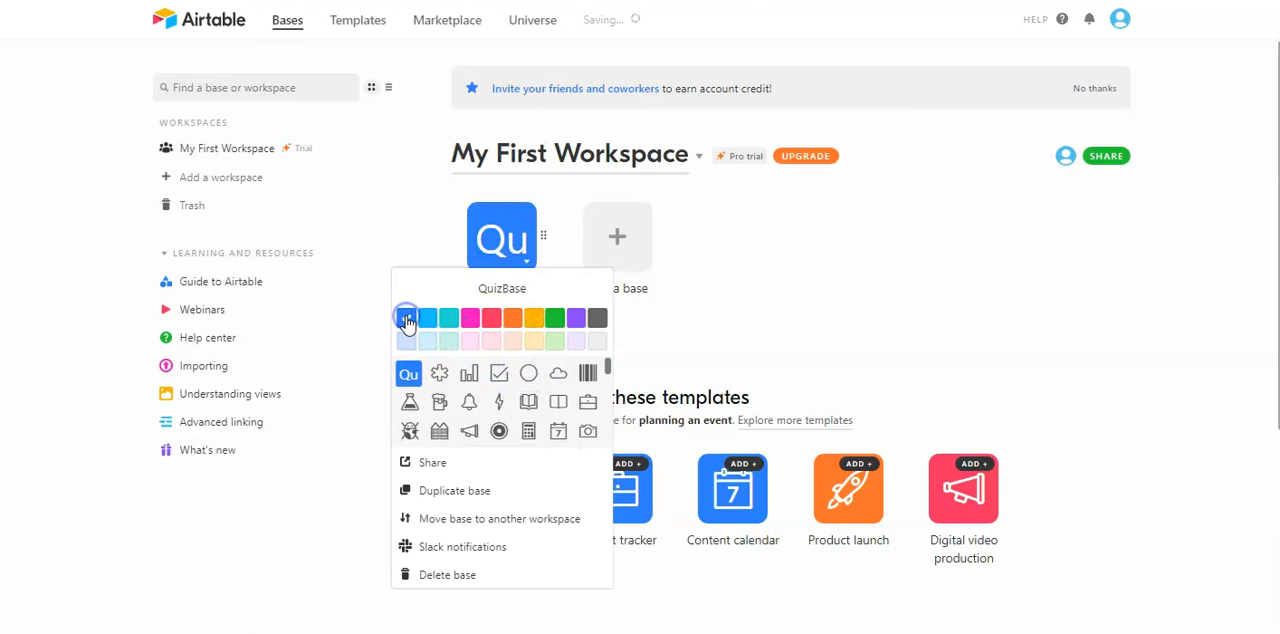 Airtable
Bases
Templates
Marketplace
Universe
Saving...
HELP
Find a base or workspace
Invite your friends and coworkers to earn account credit!
No thanks
WORKSPACES
My First Workspace
Trial
Add a workspace
Trash
My First Workspace
Pro trial
UPGRADE
SHARE
LEARNING AND RESOURCES
Guide to Airtable
Webinars
Help center
Importing
Understanding views
Advanced linking
What's new
Qu
a base
QuizBase
Qu
7
Share
Duplicate base
Move base to another workspace
Slack notifications
Delete base
these templates
e for planning an event. Explore more templates
ADD +
ADD +
ADD +
ADD +
7
t tracker
Content calendar
Product launch
Digital video
production